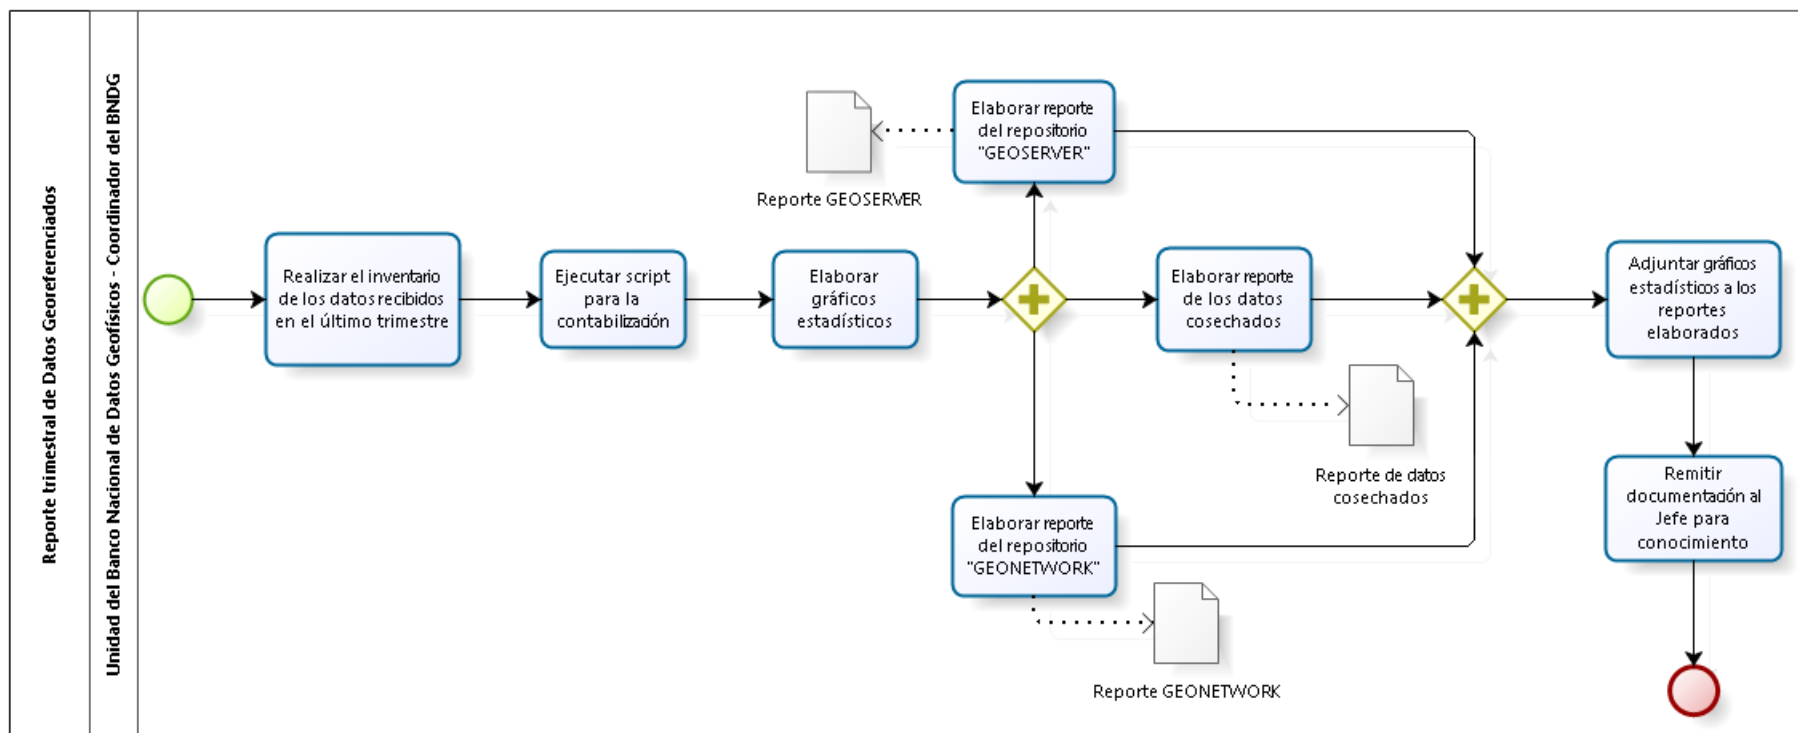 Reporte trimestral de Datos Georeferenciados
Unidad del Banco Nacional de Datos Geofísicos - Coordinador del BNDG
Realizar el inventario
de los datos recibidos
en el último trimestre
Ejecutar script
para la
contabilización
Elaborar
gráficos
estadísticos
Elaborar reporte
del repositorio
"GEOSERVER"
Reporte GEOSERVER
Elaborar reporte
de los datos
cosechados
Reporte de datos
cosechados
Elaborar reporte
del repositorio
"GEONETWORK"
Reporte GEONETWORK
Adjuntar gráficos
estadísticos a los
reportes
elaborados
Remitir
documentación al
Jefe para
conocimiento